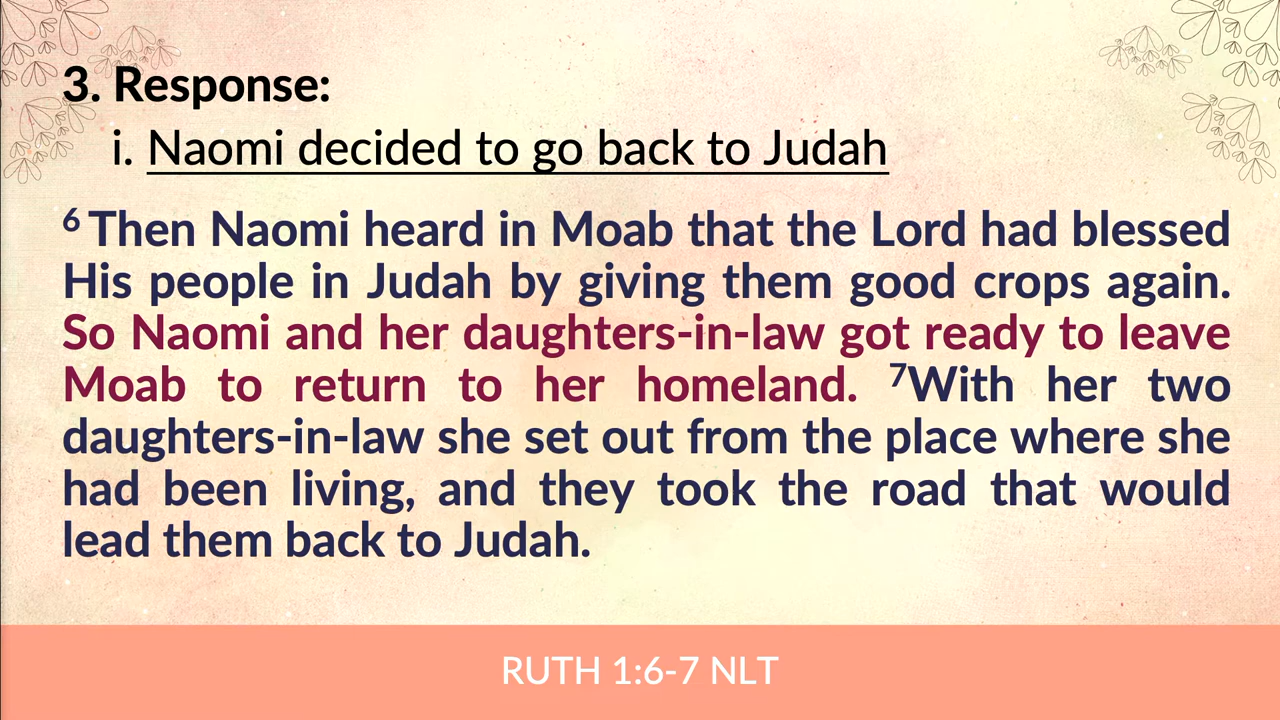 3. Response:
i. Naomi decided to go back to Judah
⁶ Then Naomi heard in Moab that the Lord had blessed
His people in Judah by giving them good crops again.
So Naomi and her daughters-in-law got ready to leave
Moab to return to her homeland. ⁷With her two
daughters-in-law she set out from the place where she
had been living, and they took the road that would
lead them back to Judah.
RUTH 1:6-7 NLT